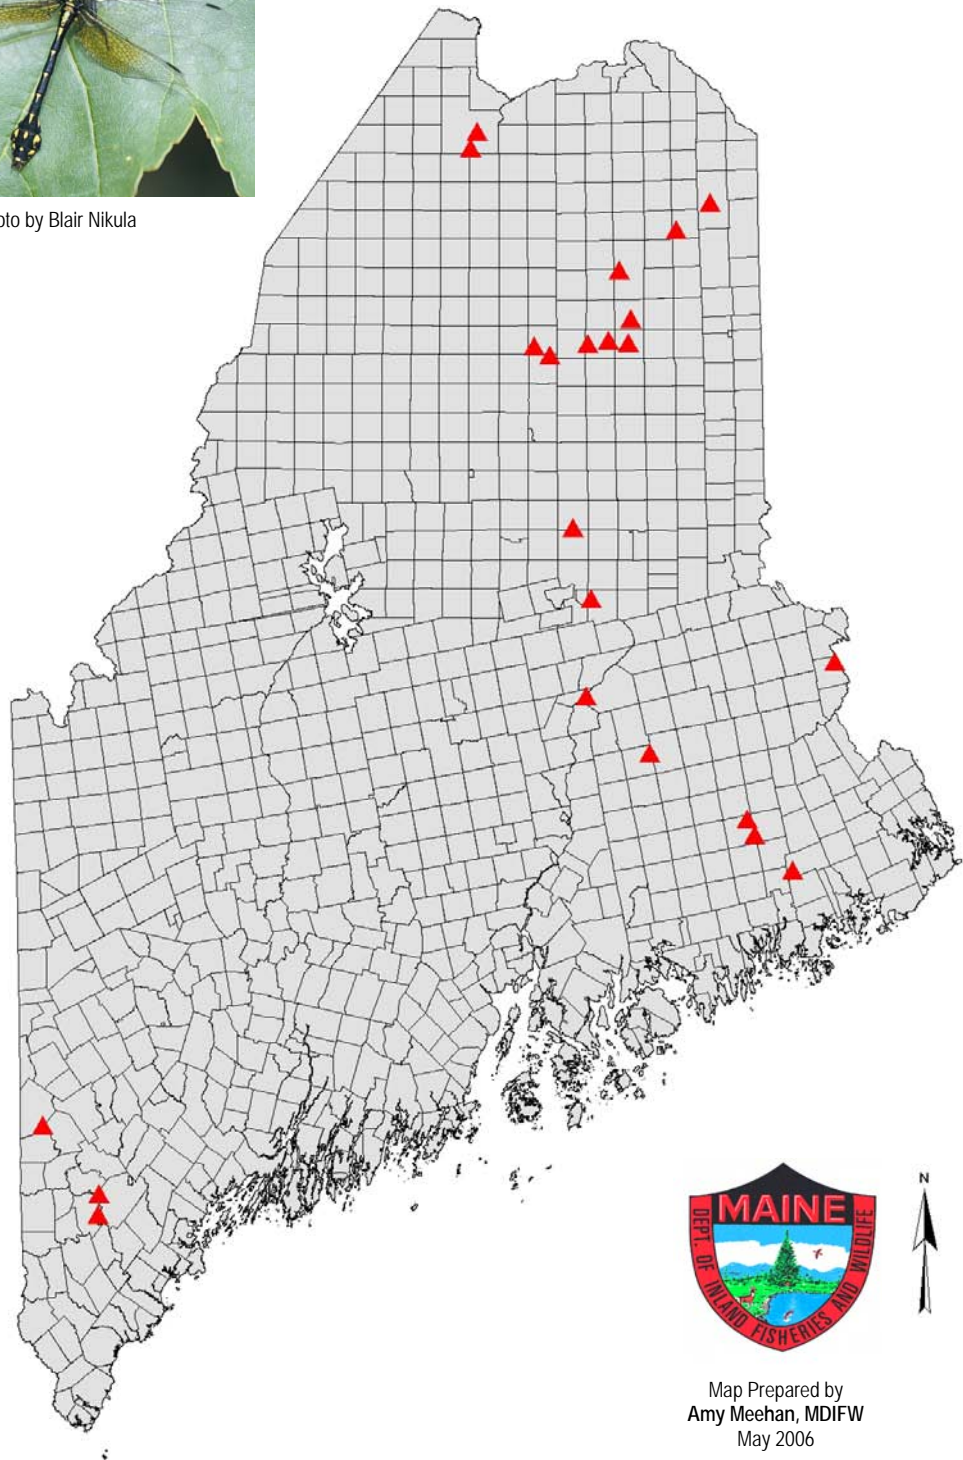 oto by Blair Nikula
MAINE
DEPT. OF INLAND FISHERIES AND WILDLIFE
N
Map Prepared by
Amy Meehan, MDIFW
May 2006